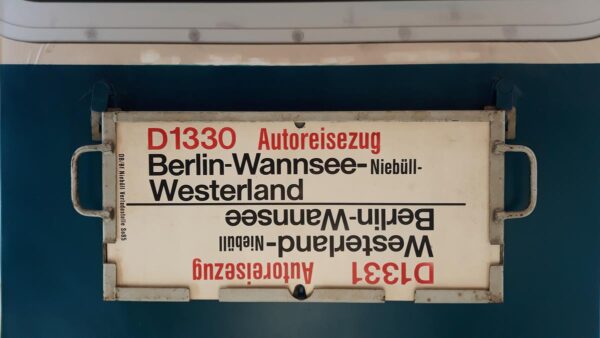 D1330 Autoreisezug
Berlin-Wannsee-Niebüll-
Westerland
Westerland-Niebüll
Berlin-Wannsee
D1331 Autoreisezug